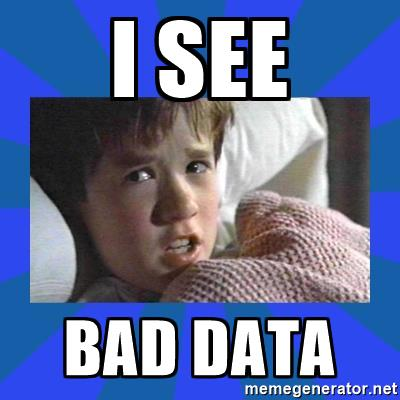 I SEE
BAD DATA
memegenerator.net